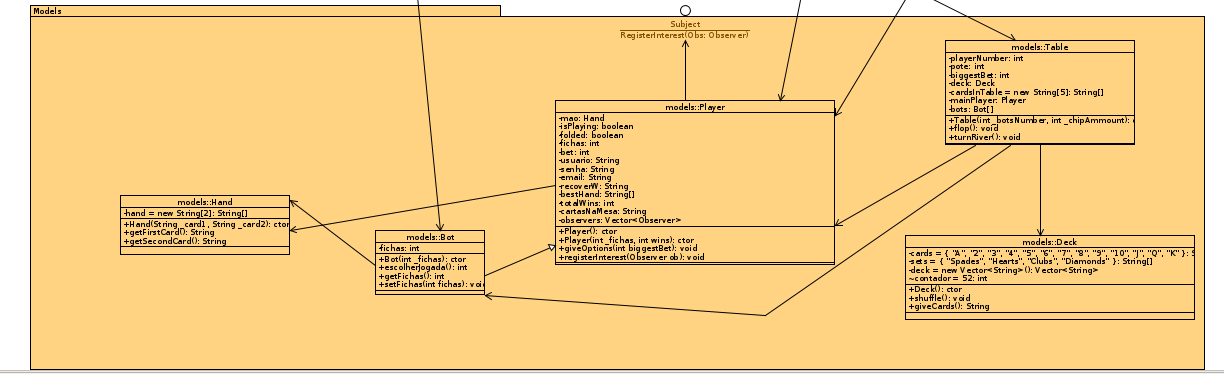 Models
Subject
RegisterInterest(Obs: Observer)
models::Table
-playerNumber: int
-pote: int
-biggestBet: int
-deck: Deck
-cardsInTable = new String[5]: String[]
-mainPlayer: Player
-bots: Bot[]
+Table(int _botsNumber, int _chipAmmount):
+flop(): void
+turnRiver(): void
models::Player
-mao: Hand
-isPlaying: boolean
-folded: boolean
-fichas: int
-bet: int
-usuario: String
-senha: String
-email: String
-recoverW: String
-bestHand: String[]
-totalWins: int
-cartasNaMesa: String
-observers: Vector<Observer>
+Player(): ctor
+Player(int _fichas, int wins): ctor
+giveOptions(int biggestBet): void
+registerInterest(Observer ob): void
models::Hand
-hand = new String[2]: String[]
+Hand(String _card1, String _card2): ctor
+getFirstCard(): String
+getSecondCard(): String
models::Bot
-fichas: int
+Bot(int _fichas): ctor
+escolherJogada(): int
+getFichas(): int
+setFichas(int fichas): voi
models::Deck
-cards = { "A", "2", "3", "4", "5", "6", "7", "8", "9", "10", "J", "Q", "K" }: S
-sets = { "Spades", "Hearts", "Clubs", "Diamonds" }: String[]
-deck = new Vector<String>(): Vector<String>
~contador = 52: int
+Deck(): ctor
+shuffle(): void
+giveCards(): String